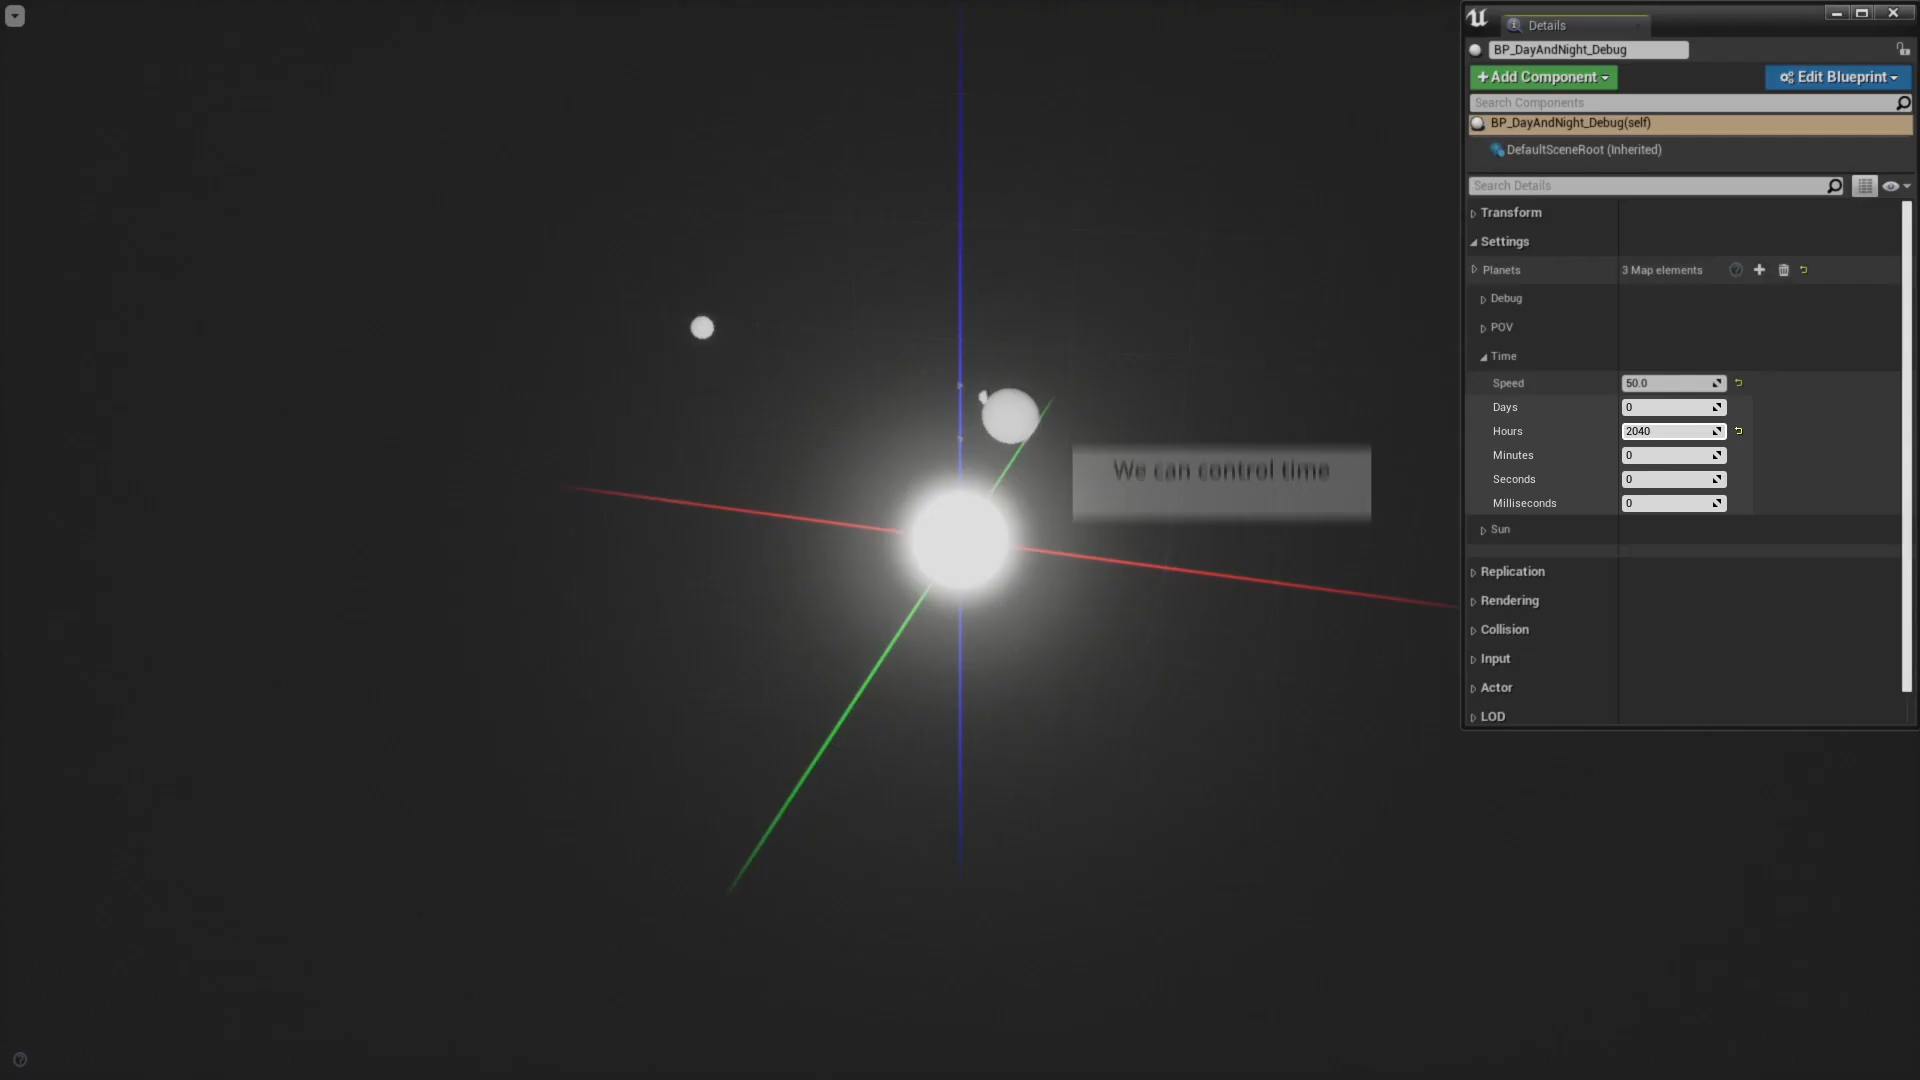 Details
BP_DayAndNight_Debug
Add Component
Edit Blueprint
Search Components
BP_DayAndNight_Debug(self)
DefaultSceneRoot (Inherited)
Search Details
Transform
Settings
Planets 3 Map elements
Debug
POV
Time
Speed 50.0
Days 0
Hours 2040
Minutes 0
Seconds 0
Milliseconds 0
Sun
Replication
Rendering
Collision
Input
Actor
LOD
We can control time